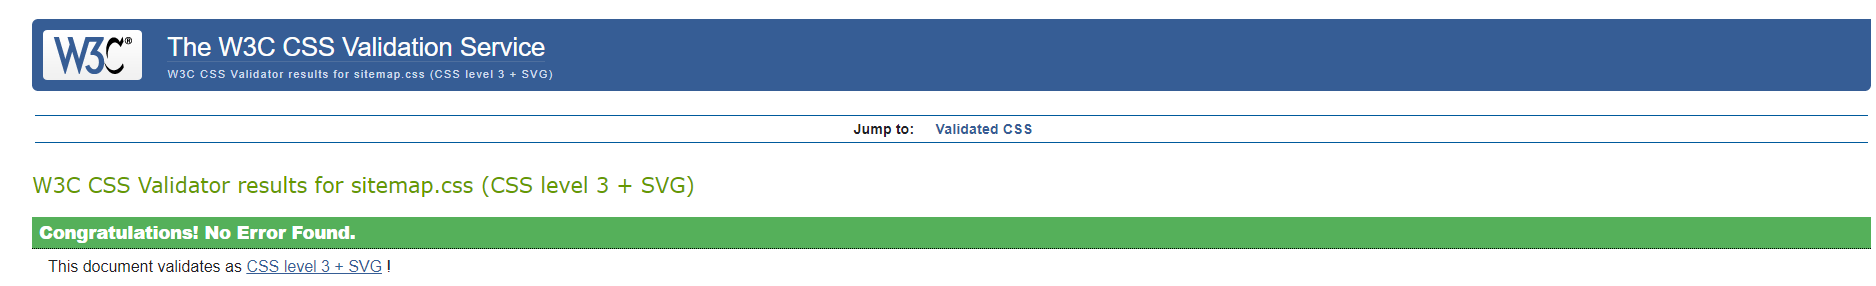 W3C®
The W3C CSS Validation Service
W3C CSS Validator results for sitemap.css (CSS level 3 + SVG)
Jump to: Validated CSS
W3C CSS Validator results for sitemap.css (CSS level 3 + SVG)
Congratulations! No Error Found.
This document validates as CSS level 3 + SVG !